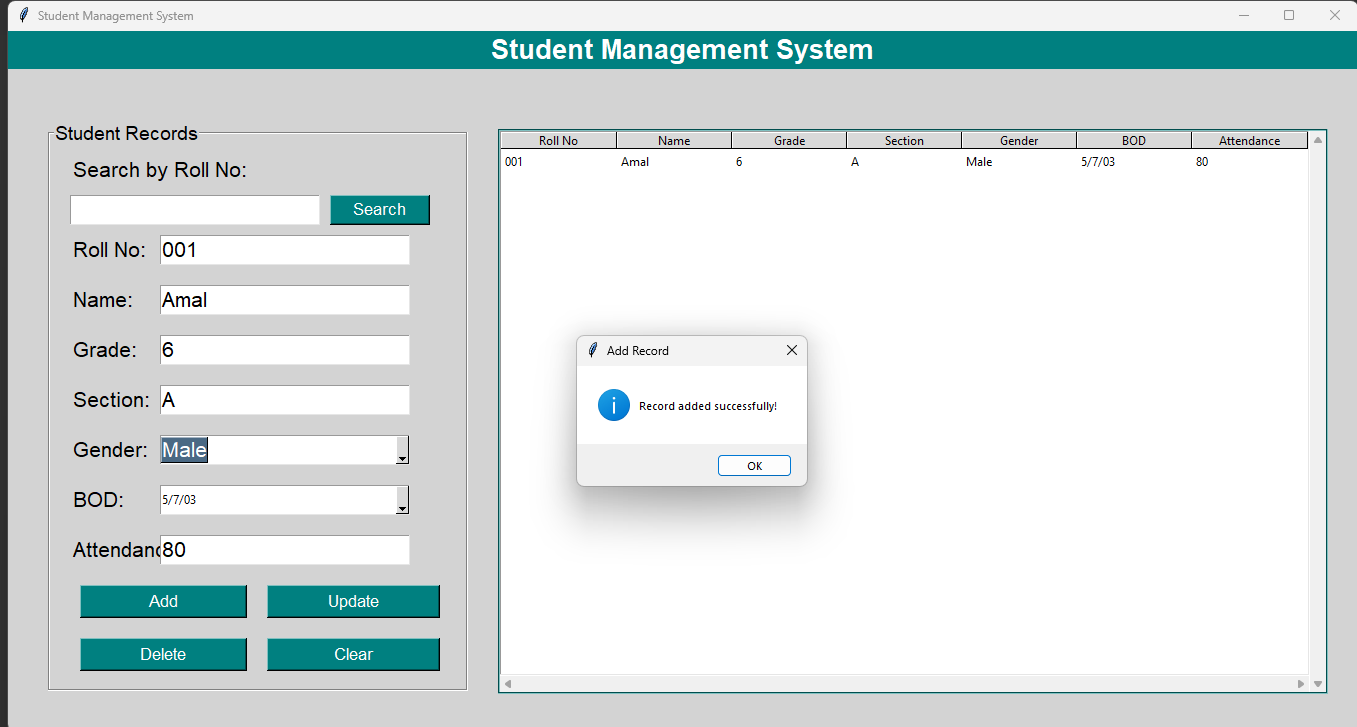 Student Management System
Student Management System
Student Records
Search by Roll No:
Search
Roll No: 001
Name: Amal
Grade: 6
Section: A
Gender: Male
BOD: 5/7/03
Attendanc 80
Add Update
Delete Clear
Roll No Name Grade Section Gender BOD Attendance
001 Amal 6 A Male 5/7/03 80
Add Record
i Record added successfully!
OK